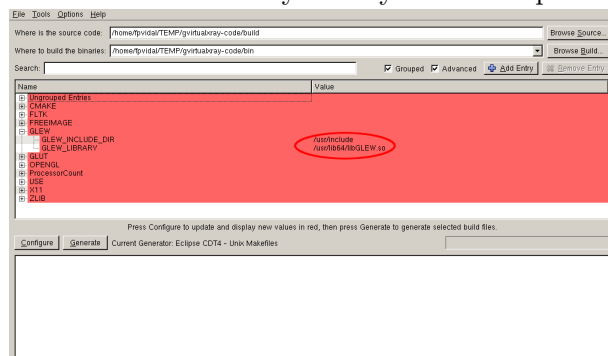 File Tools Options Help
Where is the source code: /home/fpvidal/TEMP/gvirtualxray-code/build Browse Source...
Where to build the binaries: /home/fpvidal/TEMP/gvirtualxray-code/bin Browse Build...
Search: Grouped Advanced Add Entry Remove Entry
Name Value
Ungrouped Entries
CMAKE
FLTK
FREEIMAGE
GLEW
GLEW_INCLUDE_DIR /usr/include
GLEW_LIBRARY /usr/lib64/libGLEW.so
GLUT
OPENGL
ProcessorCount
USE
X11
ZLIB
Press Configure to update and display new values in red, then press Generate to generate selected build files.
Configure Generate Current Generator: Eclipse CDT4 - Unix Makefiles